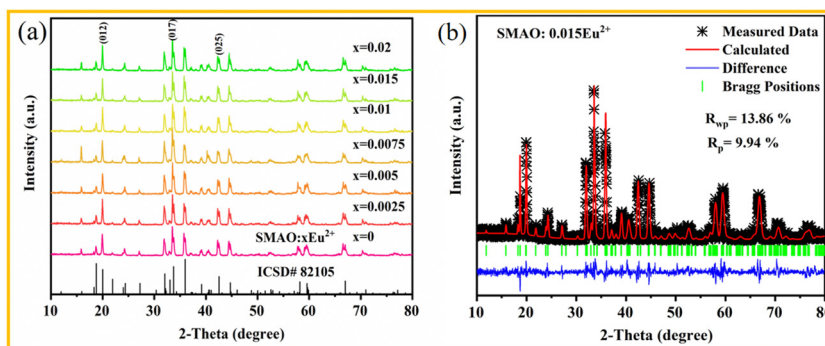 (a)
(012)
(017)
(025)
x=0.02
x=0.015
x=0.01
x=0.0075
x=0.005
x=0.0025
SMAO:xEu²⁺
x=0
ICSD# 82105
Intensity (a.u.)
10 20 30 40 50 60 70 80
2-Theta (degree)
(b)
SMAO: 0.015Eu²⁺
Measured Data
Calculated
Difference
Bragg Positions
Rwp= 13.86 %
Rp= 9.94 %
Intensity (a.u.)
10 20 30 40 50 60 70 80
2-Theta (degree)